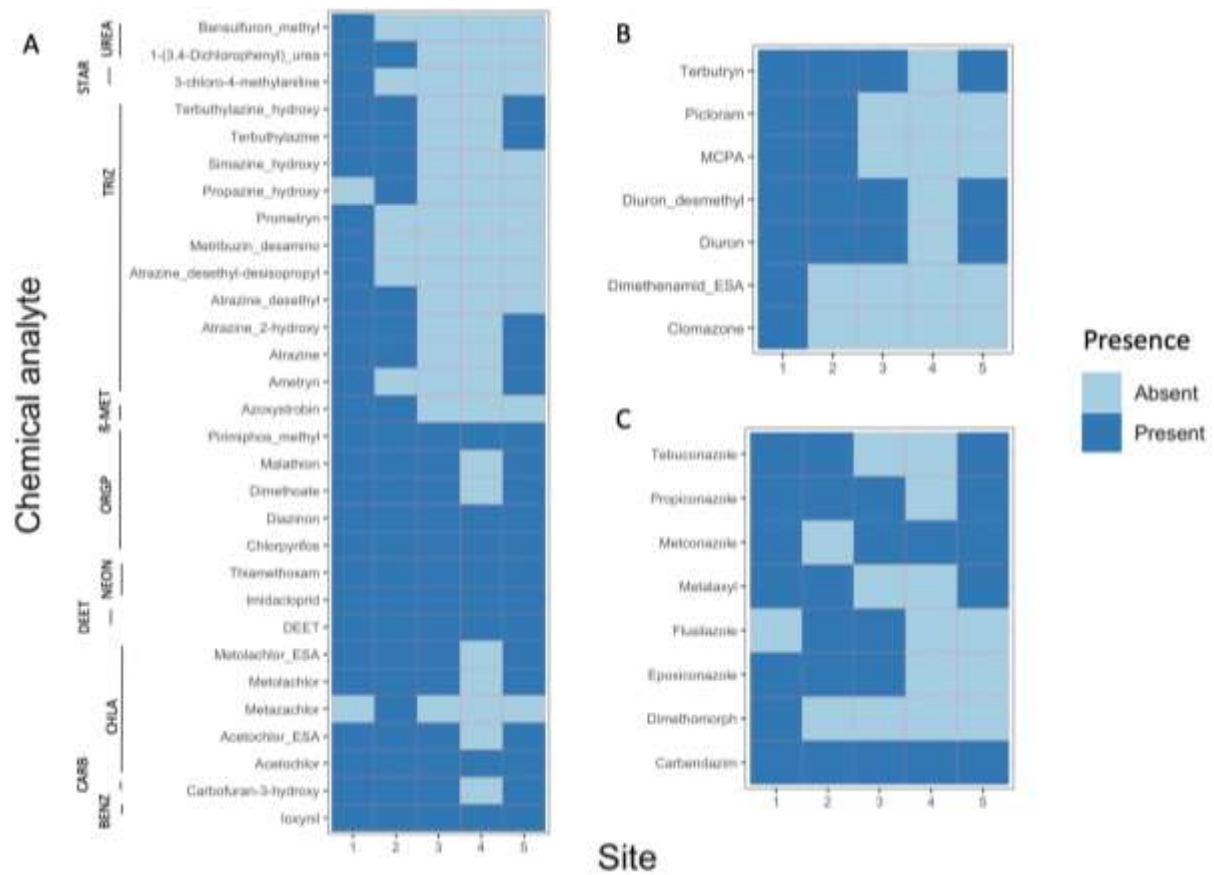 A
UREA
STAR
TRIZ
ß-MET
ORGP
NEON
DEET
CHLA
CARB
BENZ
Chemical analyte
Bensulfuron_methyl
1-(3,4-Dichlorophenyl)_urea
3-chloro-4-methylaniline
Terbuthylazine_hydroxy
Terbuthylazine
Simazine_hydroxy
Propazine_hydroxy
Prometryn
Metribuzin_desamino
Atrazine_desethyl-desisopropyl
Atrazine_desethyl
Atrazine_2-hydroxy
Atrazine
Ametryn
Azoxystrobin
Pirimiphos_methyl
Malathion
Dimethoate
Diazinon
Chlorpyrifos
Thiamethoxam
Imidacloprid
DEET
Metolachlor_ESA
Metolachlor
Metazachlor
Acetochlor_ESA
Acetochlor
Carbofuran-3-hydroxy
Ioxynil
1 2 3 4 5
B
Terbutryn
Picloram
MCPA
Diuron_desmethyl
Diuron
Dimethenamid_ESA
Clomazone
1 2 3 4 5
C
Tebuconazole
Propiconazole
Metconazole
Metalaxyl
Flusilazole
Epoxiconazole
Dimethomorph
Carbendazim
1 2 3 4 5
Site
Presence
Absent
Present